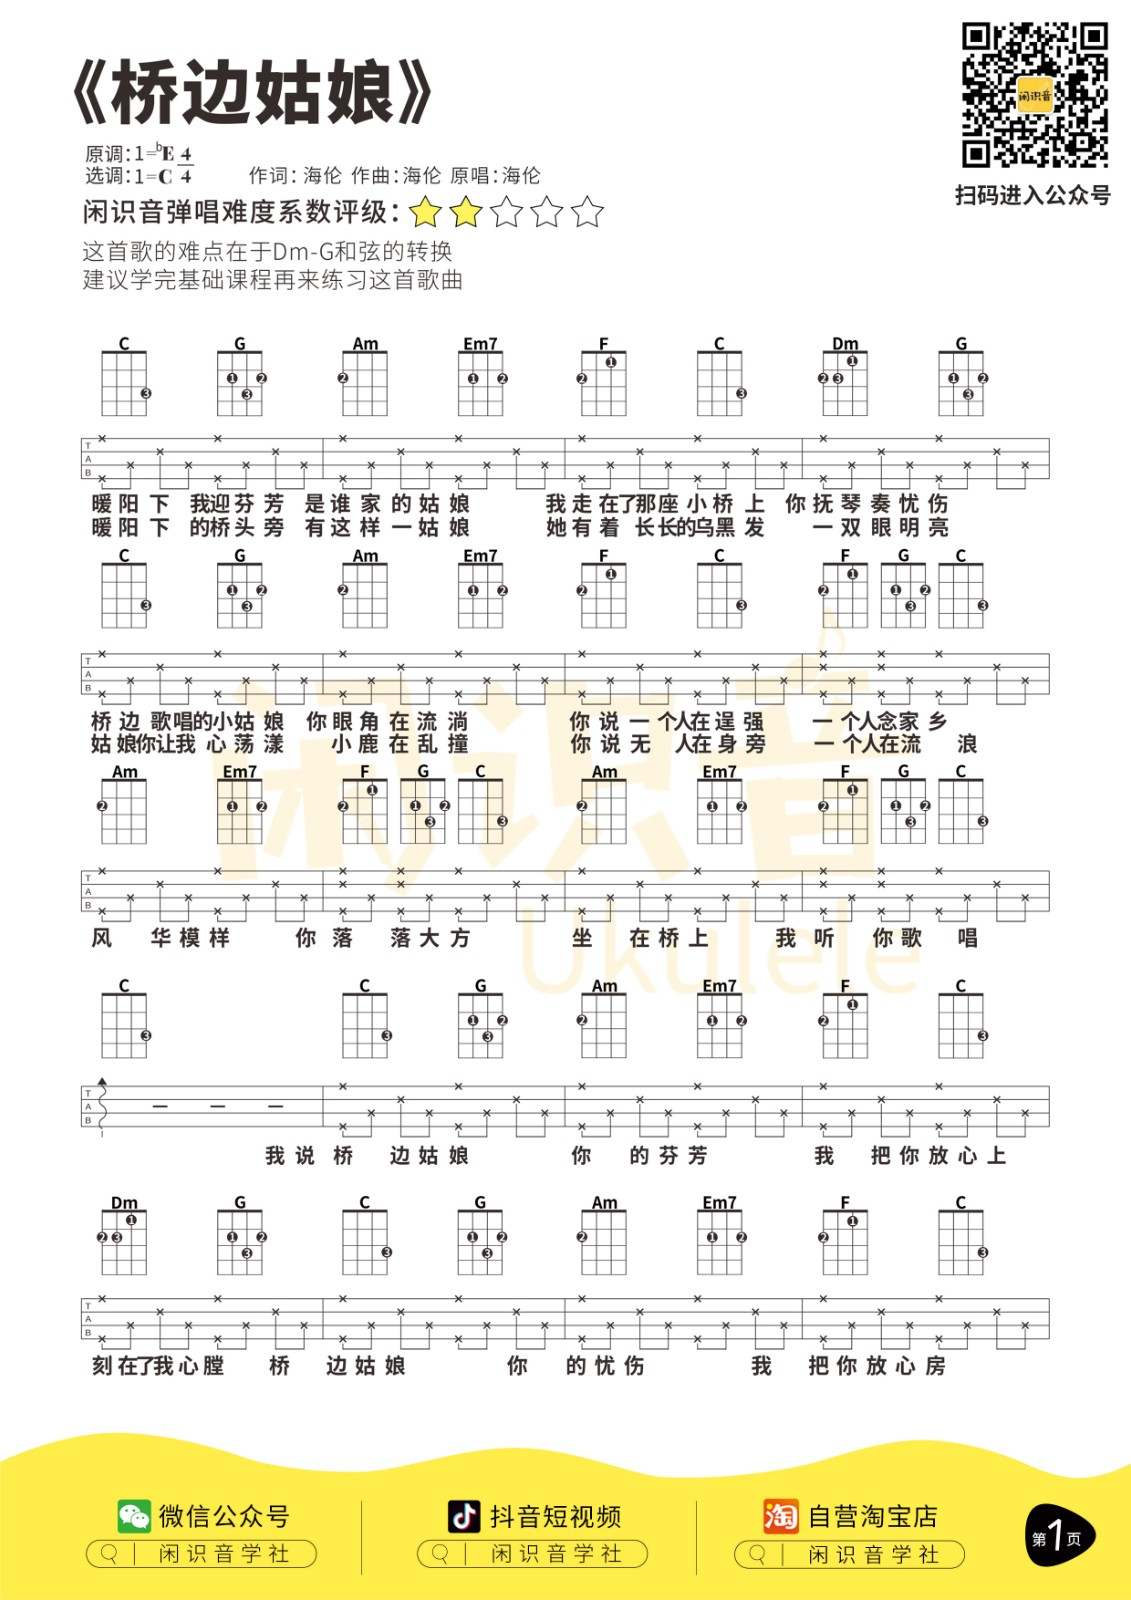 《桥边姑娘》
闲识音
扫码进入公众号
原调:1=bE 4/4
选调:1=C 作词:海伦 作曲:海伦 原唱:海伦
闲识音弹唱难度系数评级:
这首歌的难点在于Dm-G和弦的转换
建议学完基础课程再来练习这首歌曲
C G Am Em7 F C Dm G
TAB
暖阳下 我迎芬芳 是谁家的姑娘 我走在了那座小桥上 你抚琴奏忧伤
暖阳下 的桥头旁 有这样一姑娘 她有着 长长的乌黑发 一双眼明亮
C G Am Em7 F C F G C
TAB
桥边 歌唱的小姑娘 你眼角在流淌 你说一个人在逞强 一个人念家乡
姑娘你让我 心荡漾 小鹿在乱撞 你说无 人在身旁 一个人在流 浪
Am Em7 F G C Am Em7 F G C
TAB
风 华模样 你落 落大方 坐 在桥上 我听 你歌 唱
闲识音
Ukulele
C C G Am Em7 F C
TAB
我说桥 边姑娘 你 的芬芳 我 把你放心上
Dm G C G Am Em7 F C
TAB
刻在了我心膛 桥 边姑娘 你 的忧伤 我 把你放心房
微信公众号 抖音短视频 淘 自营淘宝店
闲识音学社 闲识音学社 闲识音学社
第1页